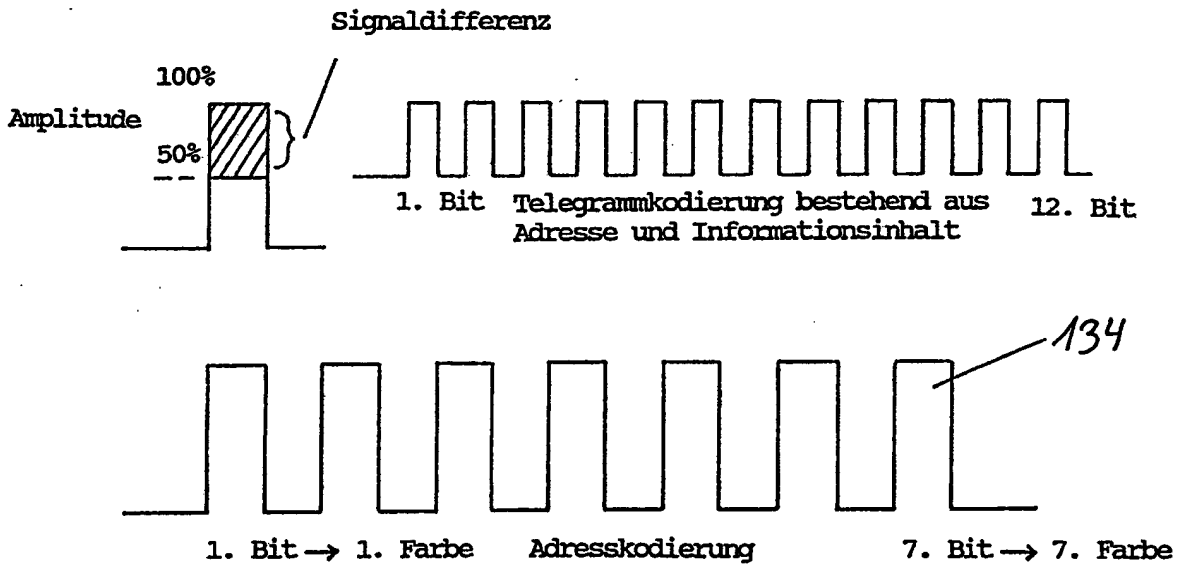 Signaldifferenz
100%
Amplitude
50%
1. Bit Telegrammkodierung bestehend aus 12. Bit
Adresse und Informationsinhalt
134
1. Bit → 1. Farbe Adresskodierung 7. Bit → 7. Farbe